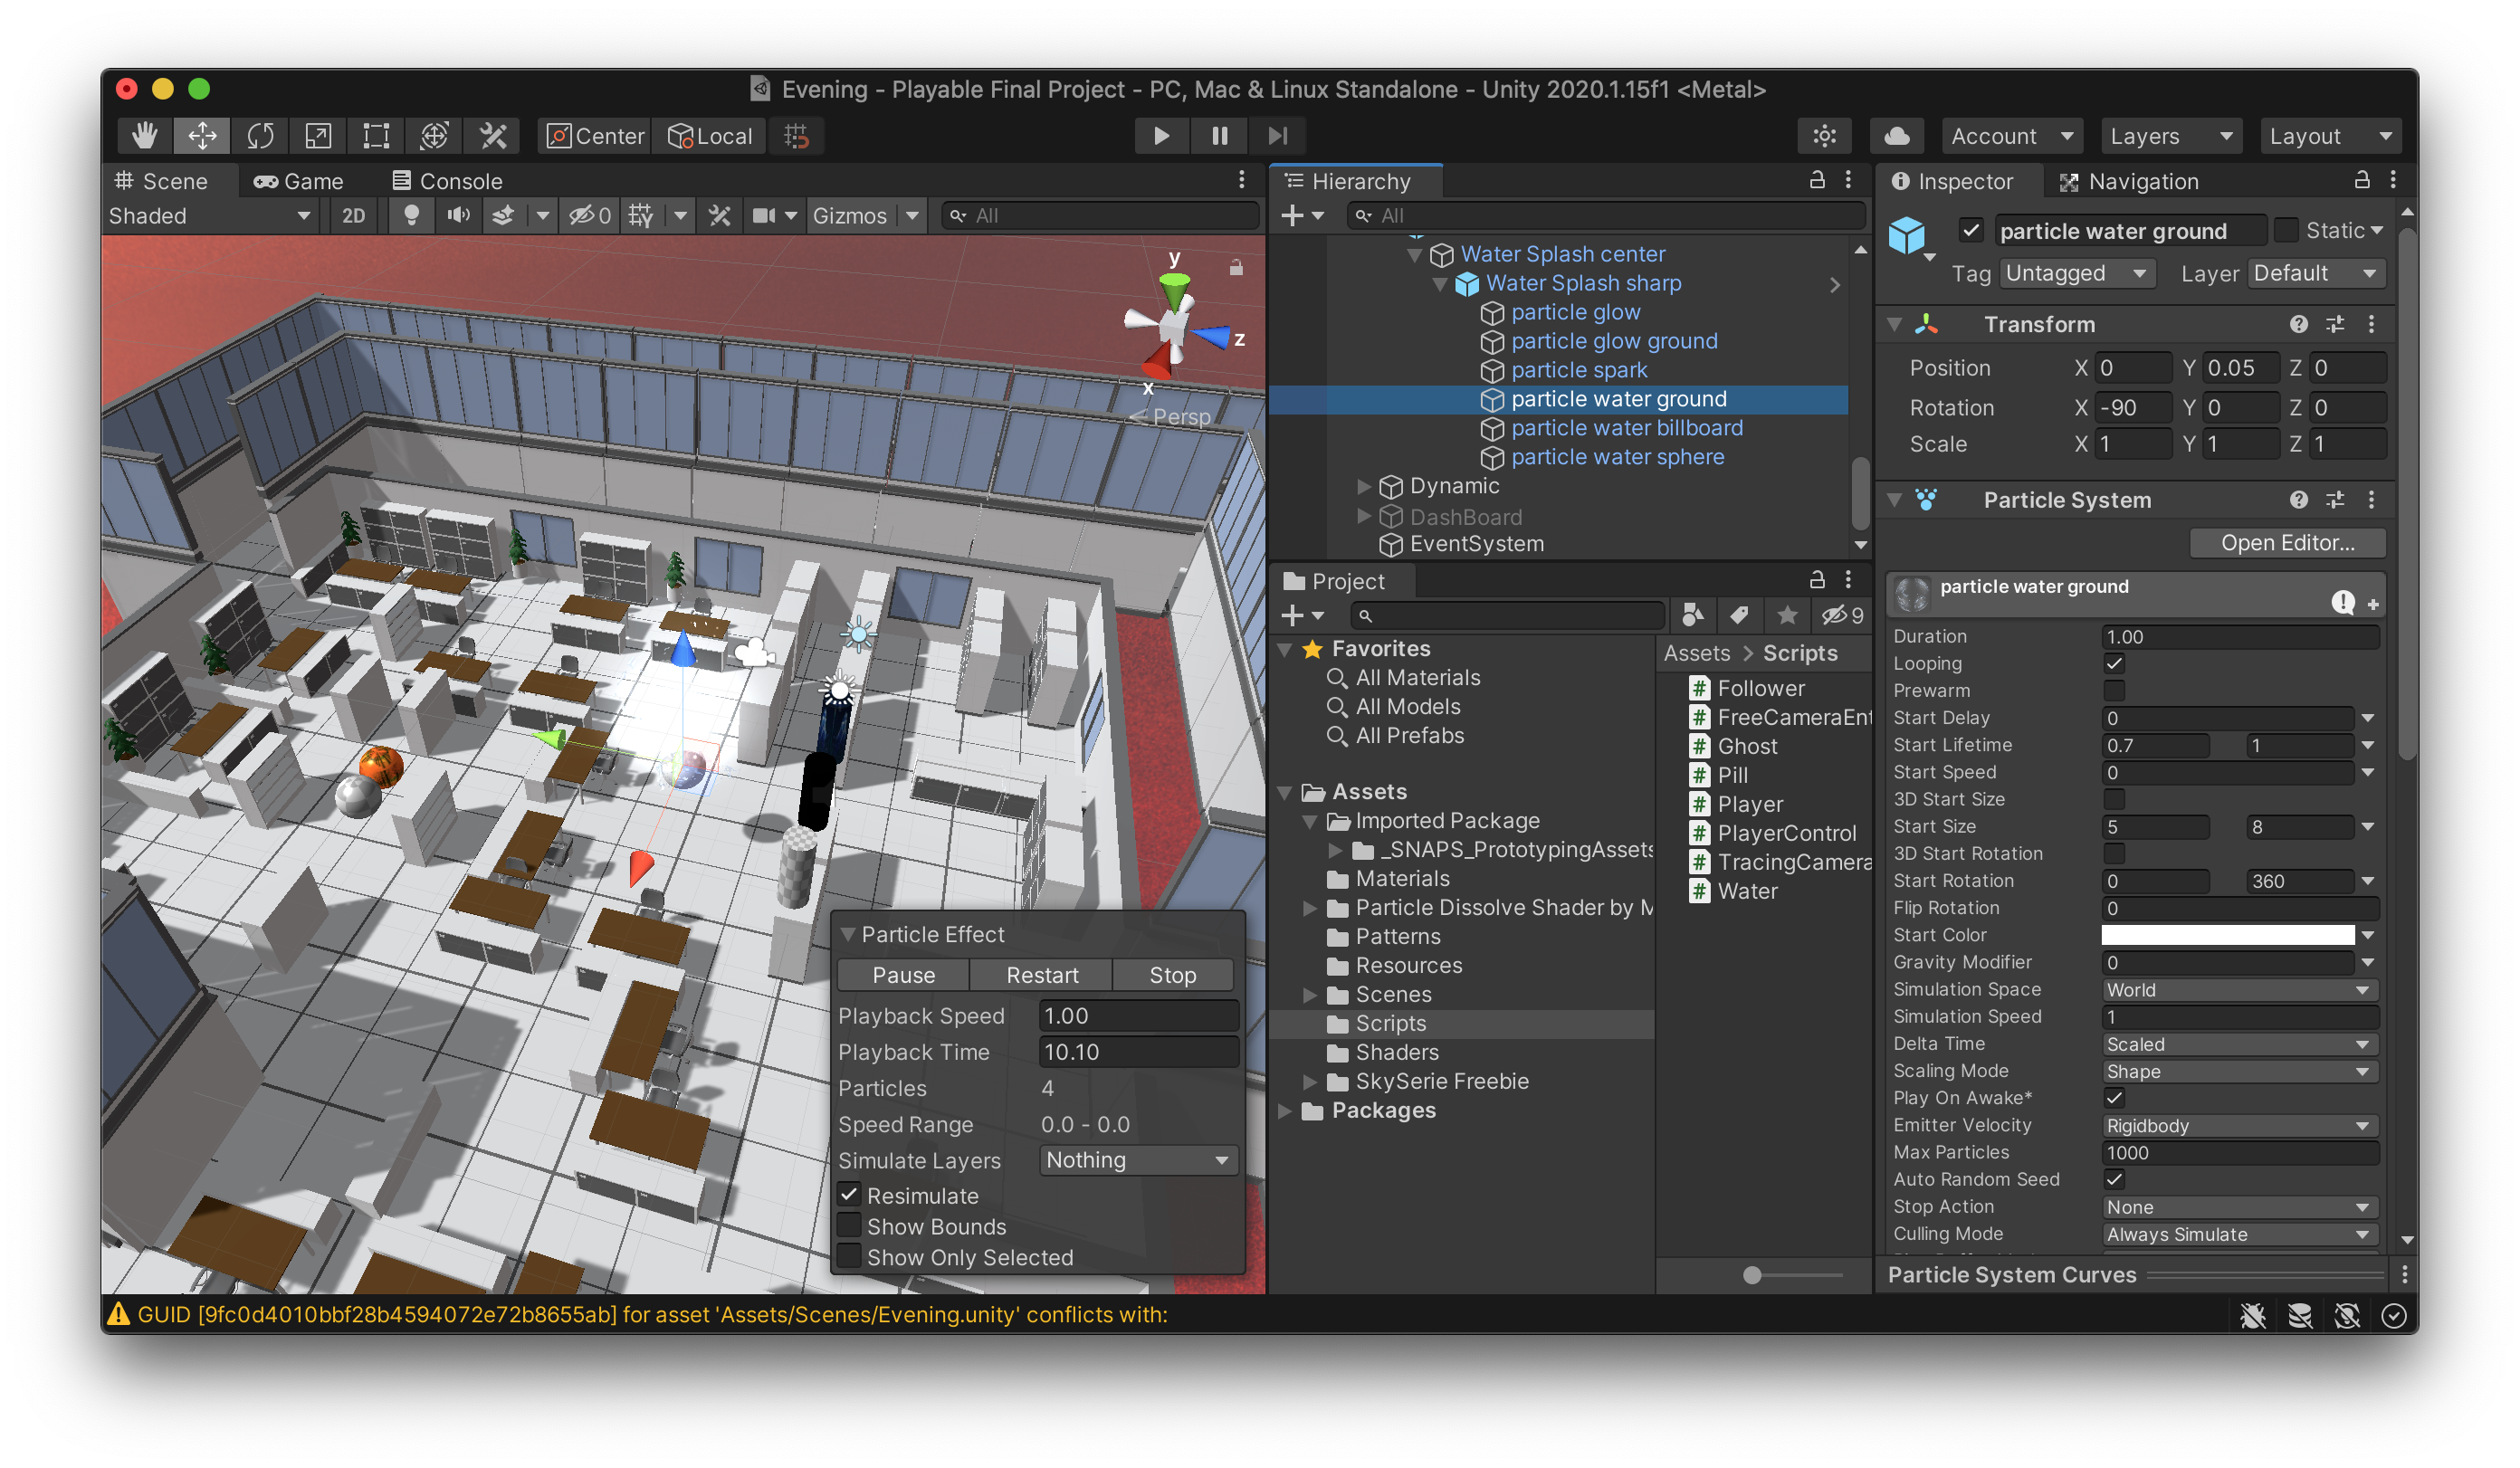 Evening - Playable Final Project - PC, Mac & Linux Standalone - Unity 2020.1.15f1 <Metal>
Center
Local
Account
Layers
Layout
Scene
Game
Console
Shaded
2D
0
Gizmos
All
y
z
x
Persp
Particle Effect
Pause
Restart
Stop
Playback Speed 1.00
Playback Time 10.10
Particles 4
Speed Range 0.0 - 0.0
Simulate Layers Nothing
Resimulate
Show Bounds
Show Only Selected
Hierarchy
All
Water Splash center
Water Splash sharp
particle glow
particle glow ground
particle spark
particle water ground
particle water billboard
particle water sphere
Dynamic
DashBoard
EventSystem
Project
9
Favorites
All Materials
All Models
All Prefabs
Assets
Imported Package
_SNAPS_PrototypingAssets
Materials
Particle Dissolve Shader by M
Patterns
Resources
Scenes
Scripts
Shaders
SkySerie Freebie
Packages
Assets > Scripts
Follower
FreeCameraEnt
Ghost
Pill
Player
PlayerControl
TracingCamera
Water
Inspector
Navigation
particle water ground
Static
Tag Untagged Layer Default
Transform
Position X 0 Y 0.05 Z 0
Rotation X -90 Y 0 Z 0
Scale X 1 Y 1 Z 1
Particle System
Open Editor...
particle water ground
Duration 1.00
Looping
Prewarm
Start Delay 0
Start Lifetime 0.7 1
Start Speed 0
3D Start Size
Start Size 5 8
3D Start Rotation
Start Rotation 0 360
Flip Rotation 0
Start Color
Gravity Modifier 0
Simulation Space World
Simulation Speed 1
Delta Time Scaled
Scaling Mode Shape
Play On Awake*
Emitter Velocity Rigidbody
Max Particles 1000
Auto Random Seed
Stop Action None
Culling Mode Always Simulate
Particle System Curves
GUID [9fc0d4010bbf28b4594072e72b8655ab] for asset 'Assets/Scenes/Evening.unity' conflicts with: